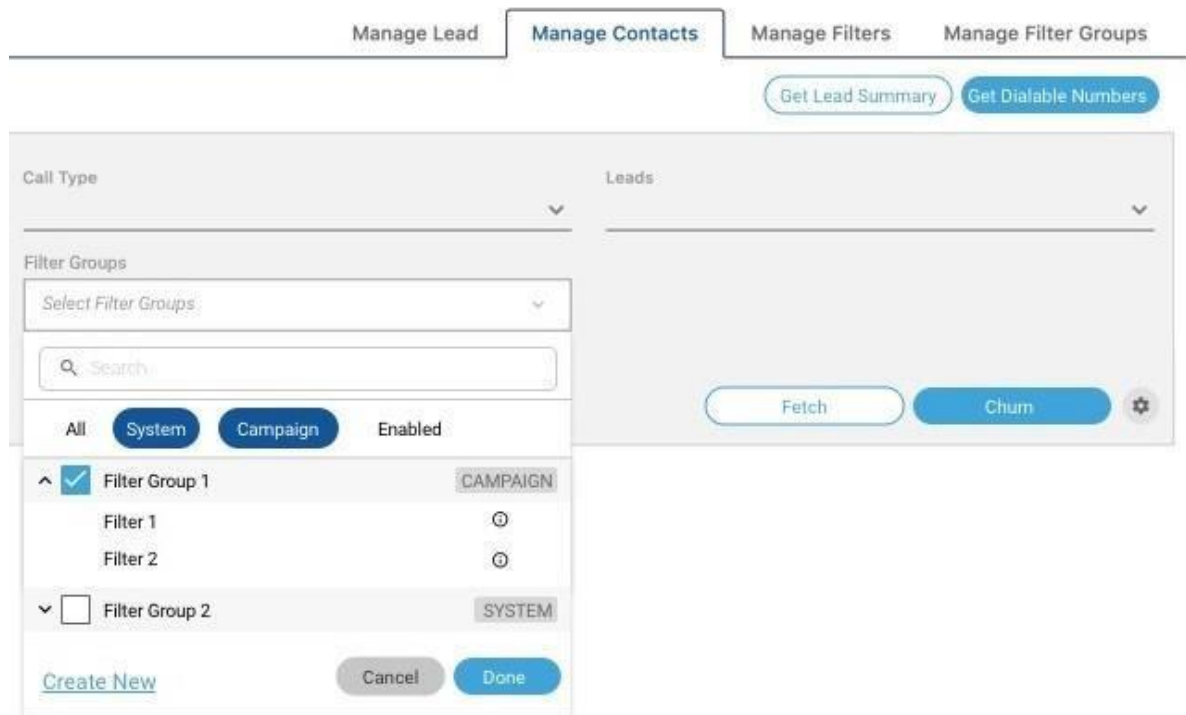 Manage Lead Manage Contacts Manage Filters Manage Filter Groups
Get Lead Summary Get Dialable Numbers
Call Type Leads
Filter Groups
Select Filter Groups
Search
Fetch Churn
All System Campaign Enabled
Filter Group 1 CAMPAIGN
Filter 1
Filter 2
Filter Group 2 SYSTEM
Create New Cancel Done